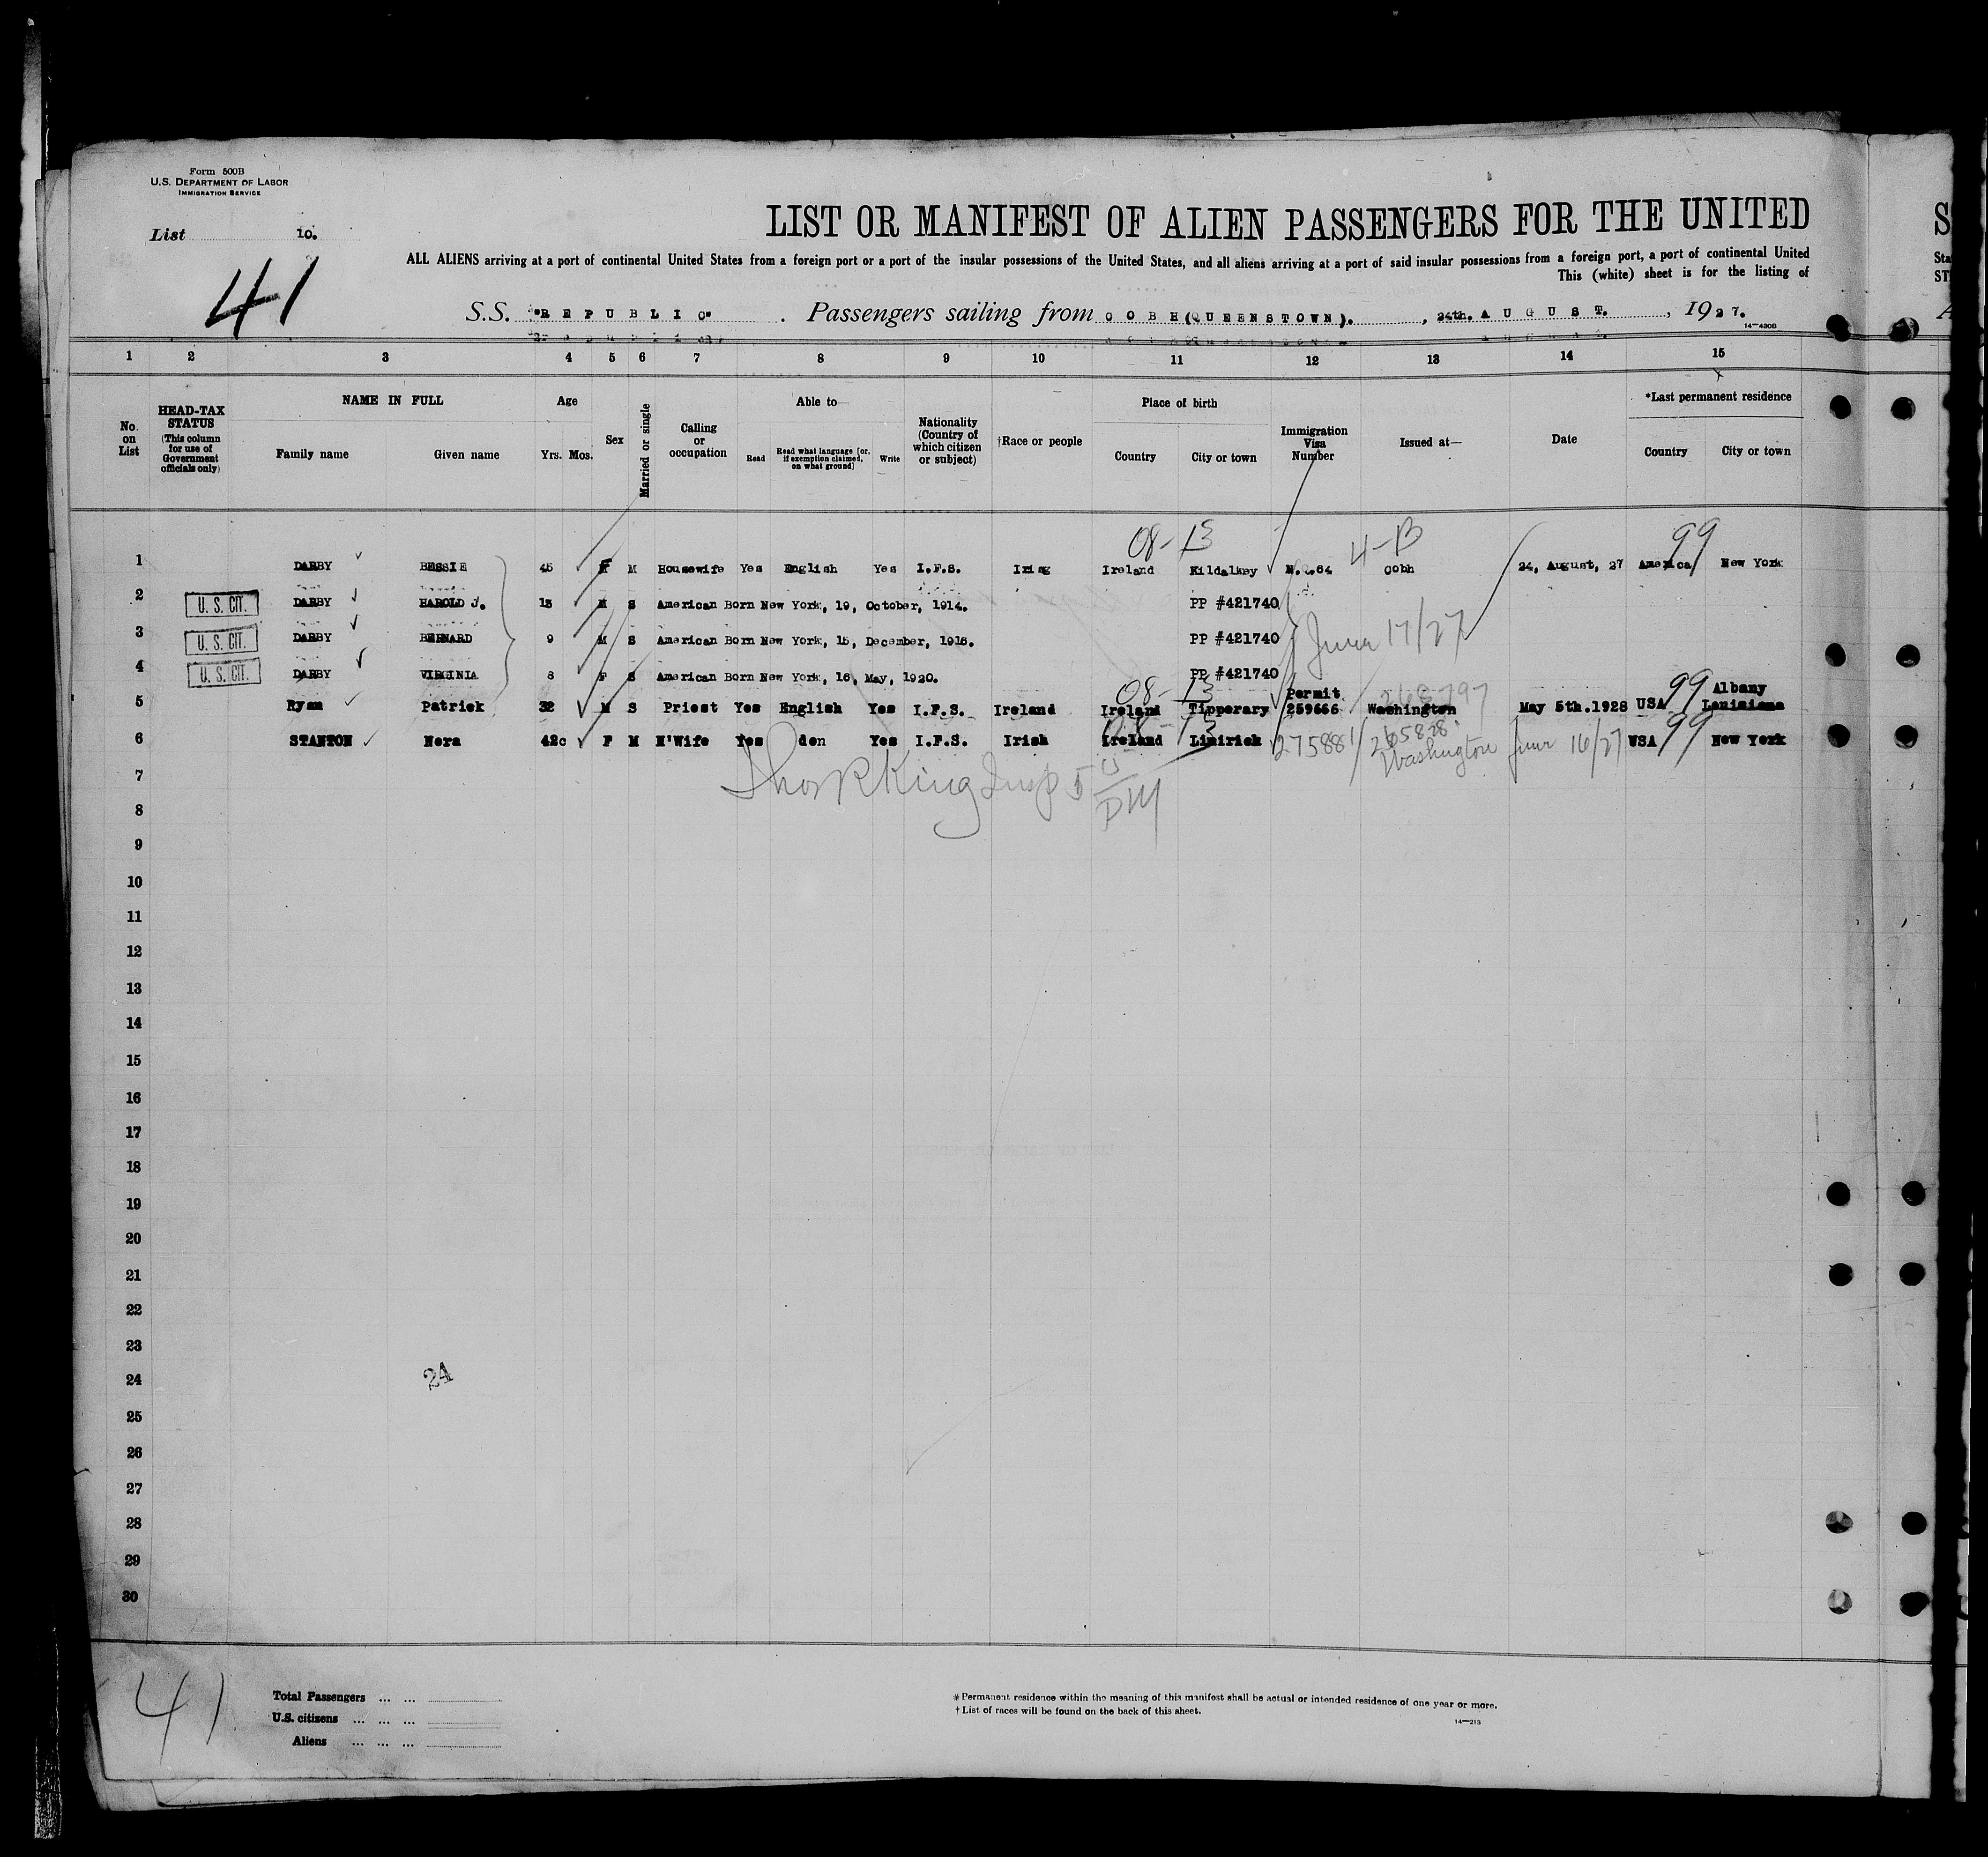 Form 500B
U.S. DEPARTMENT OF LABOR
IMMIGRATION SERVICE
List 10.
41
LIST OR MANIFEST OF ALIEN PASSENGERS FOR THE UNITED
ALL ALIENS arriving at a port of continental United States from a foreign port or a port of the insular possessions of the United States, and all aliens arriving at a port of said insular possessions from a foreign port, a port of continental United
This (white) sheet is for the listing of
S.S. "REPUBLIC" . Passengers sailing from COBH(QUEENSTOWN). , 24th. AUGUST. , 1927.
14-430B
1 2 3 4 5 6 7 8 9 10 11 12 13 14 15
No. on List
HEAD-TAX STATUS (This column for use of Government officials only)
NAME IN FULL
Family name Given name
Age
Yrs. Mos.
Sex
Married or single
Calling or occupation
Able to—
Read
Read what language [or, if exemption claimed, on what ground]
Write
Nationality (Country of which citizen or subject)
†Race or people
Place of birth
Country City or town
Immigration Visa Number
Issued at—
Date
*Last permanent residence
Country City or town
08-13 4-B 99
1 DARBY BESSIE 45 F M Housewife Yes English Yes I.F.S. Ireland Kildalkey Cobh 24, August, 27 America New York
2 U. S. CIT. DARBY HAROLD J. 13 M S American Born New York, 19, October, 1914. PP #421740
3 U. S. CIT. DARBY BERNARD 9 M S American Born New York, 15, December, 1918. PP #421740 June 17/27
4 U. S. CIT. DARBY VIRGINIA 8 F S American Born New York, 16, May, 1920. PP #421740
08-13 Permit 268797 99 Albany
5 Ryan Patrick 32 M S Priest Yes English Yes I.F.S. Ireland Ireland Tipperary 259666 Washington May 5th.1928 USA Louisiana
08-13 265828 99
6 STANTON Nora 42 F M H'Wife Yes Yes I.F.S. Irish Ireland Limirick 275881 Washington June 16/27 USA New York
7
8
9
10
11
12
13
14
15
16
17
18
19
20
21
22
23
24 24
25
26
27
28
29
30
41
Total Passengers ... ...
U.S. citizens ... ... ...
Aliens ... ... ...
*Permanent residence within the meaning of this manifest shall be actual or intended residence of one year or more.
†List of races will be found on the back of this sheet.
14-213